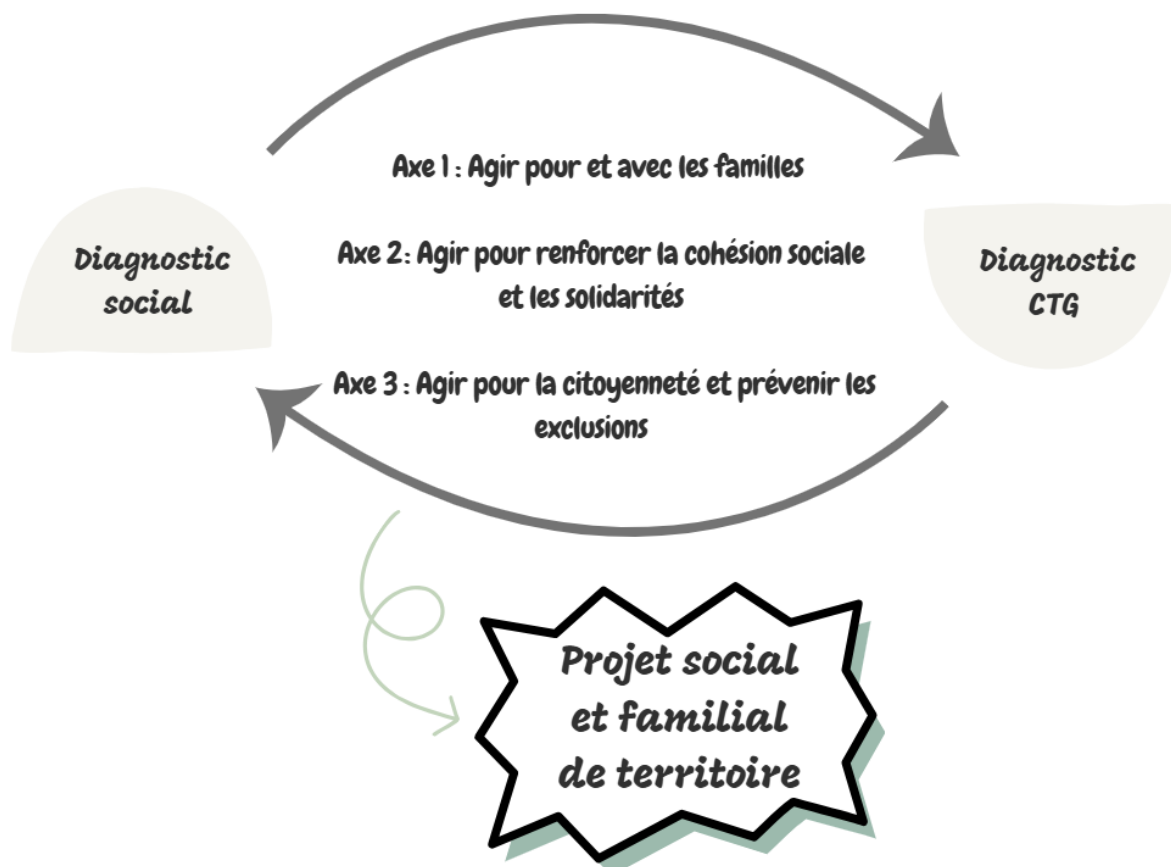 Axe 1 : Agir pour et avec les familles
Diagnostic
social
Axe 2 : Agir pour renforcer la cohésion sociale
et les solidarités
Diagnostic
CTG
Axe 3 : Agir pour la citoyenneté et prévenir les
exclusions
Projet social
et familial
de territoire